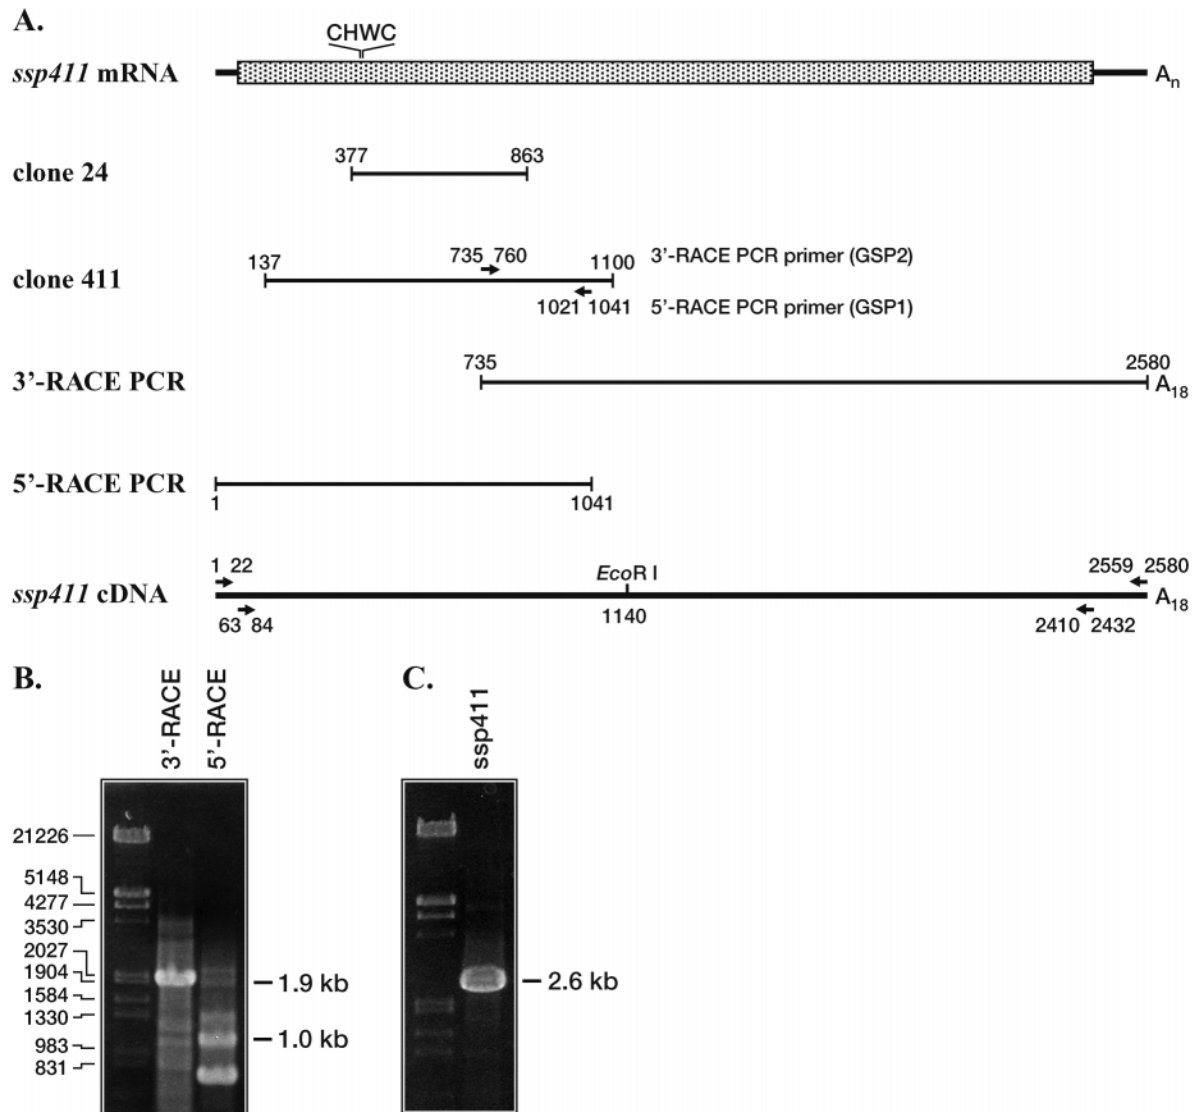 A.
CHWC
ssp411 mRNA
An
377 863
clone 24
137 735 760 1100 3'-RACE PCR primer (GSP2)
clone 411
1021 1041 5'-RACE PCR primer (GSP1)
735 2580
3'-RACE PCR
A18
5'-RACE PCR
1 1041
1 22 EcoR I 2559 2580
ssp411 cDNA
A18
63 84 1140 2410 2432
B.
3'-RACE
5'-RACE
C.
ssp411
21226
5148
4277
3530
2027
1904
1584
1330
983
831
1.9 kb
1.0 kb
2.6 kb